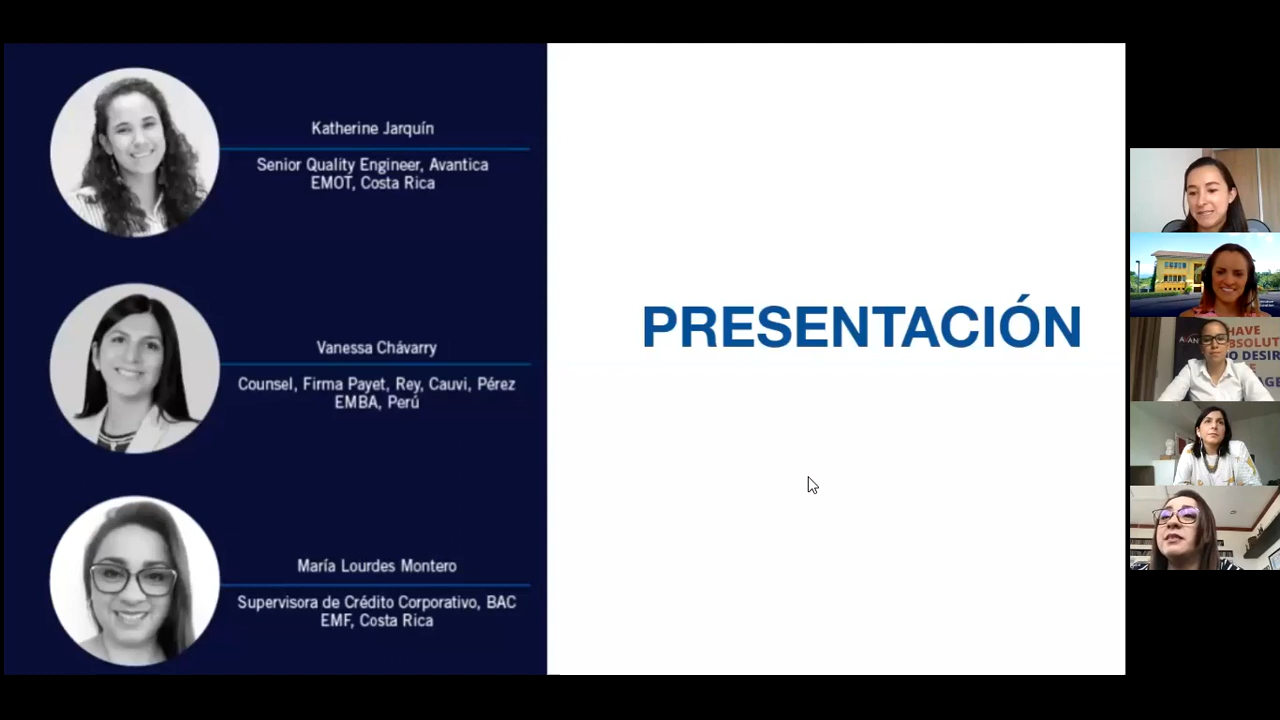 Katherine Jarquín
Senior Quality Engineer, Avantica
EMOT, Costa Rica
Vanessa Chávarry
Counsel, Firma Payet, Rey, Cauvi, Pérez
EMBA, Perú
María Lourdes Montero
Supervisora de Crédito Corporativo, BAC
EMF, Costa Rica
PRESENTACIÓN
HAVE